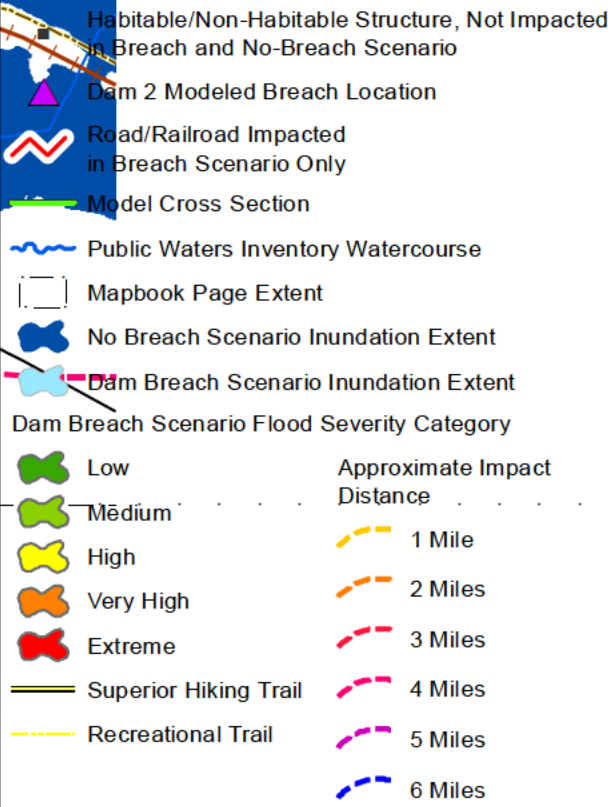 Habitable/Non-Habitable Structure, Not Impacted
in Breach and No-Breach Scenario
Dam 2 Modeled Breach Location
Road/Railroad Impacted
in Breach Scenario Only
Model Cross Section
Public Waters Inventory Watercourse
Mapbook Page Extent
No Breach Scenario Inundation Extent
Dam Breach Scenario Inundation Extent
Dam Breach Scenario Flood Severity Category
Low
Medium
High
Very High
Extreme
Superior Hiking Trail
Recreational Trail
Approximate Impact
Distance
1 Mile
2 Miles
3 Miles
4 Miles
5 Miles
6 Miles